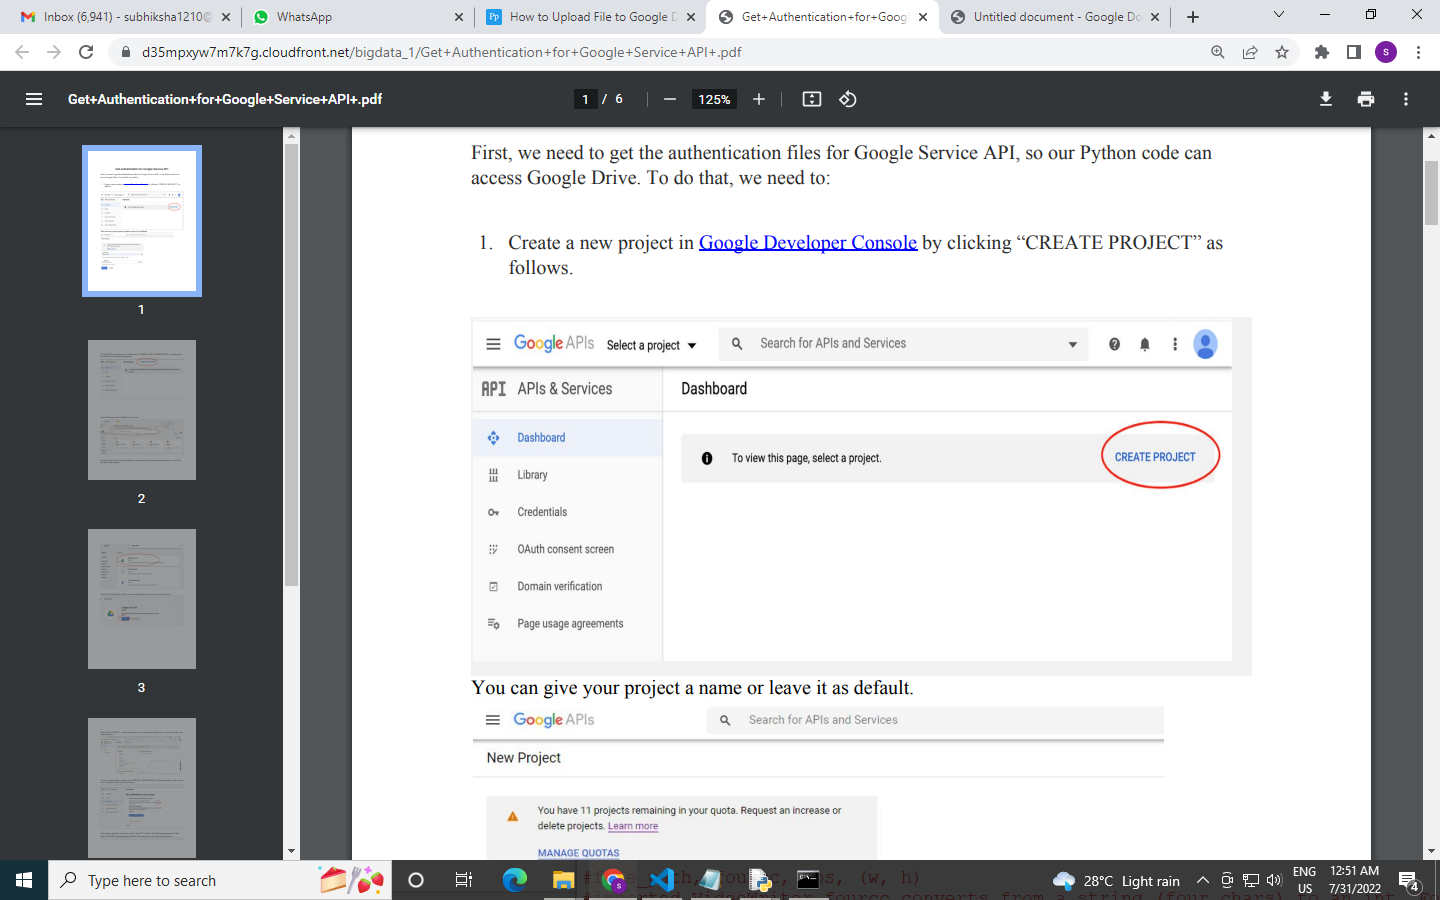 Inbox (6,941) - subhiksha1210@
WhatsApp
How to Upload File to Google D
Get+Authentication+for+Goog
Untitled document - Google Do
d35mpxyw7m7k7g.cloudfront.net/bigdata_1/Get+Authentication+for+Google+Service+API+.pdf
Get+Authentication+for+Google+Service+API+.pdf
1 / 6
125%
1
2
3
First, we need to get the authentication files for Google Service API, so our Python code can
access Google Drive. To do that, we need to:
1. Create a new project in Google Developer Console by clicking “CREATE PROJECT” as
follows.
Google APIs Select a project
Search for APIs and Services
API APIs & Services
Dashboard
Dashboard
To view this page, select a project.
CREATE PROJECT
Library
Credentials
OAuth consent screen
Domain verification
Page usage agreements
You can give your project a name or leave it as default.
Google APIs
Search for APIs and Services
New Project
You have 11 projects remaining in your quota. Request an increase or
delete projects. Learn more
MANAGE QUOTAS
Type here to search
28°C Light rain
ENG
US
12:51 AM
7/31/2022
4